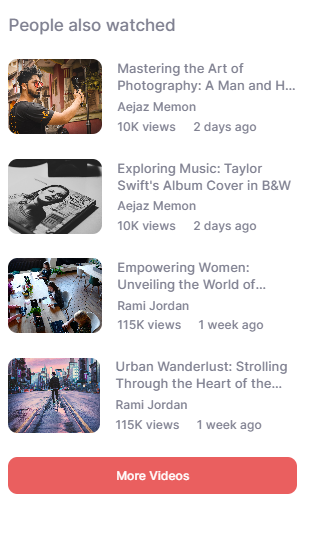 People also watched
Mastering the Art of
Photography: A Man and H...
Aejaz Memon
10K views 2 days ago
Exploring Music: Taylor
Swift's Album Cover in B&W
Aejaz Memon
10K views 2 days ago
Empowering Women:
Unveiling the World of...
Rami Jordan
115K views 1 week ago
Urban Wanderlust: Strolling
Through the Heart of the...
Rami Jordan
115K views 1 week ago
More Videos